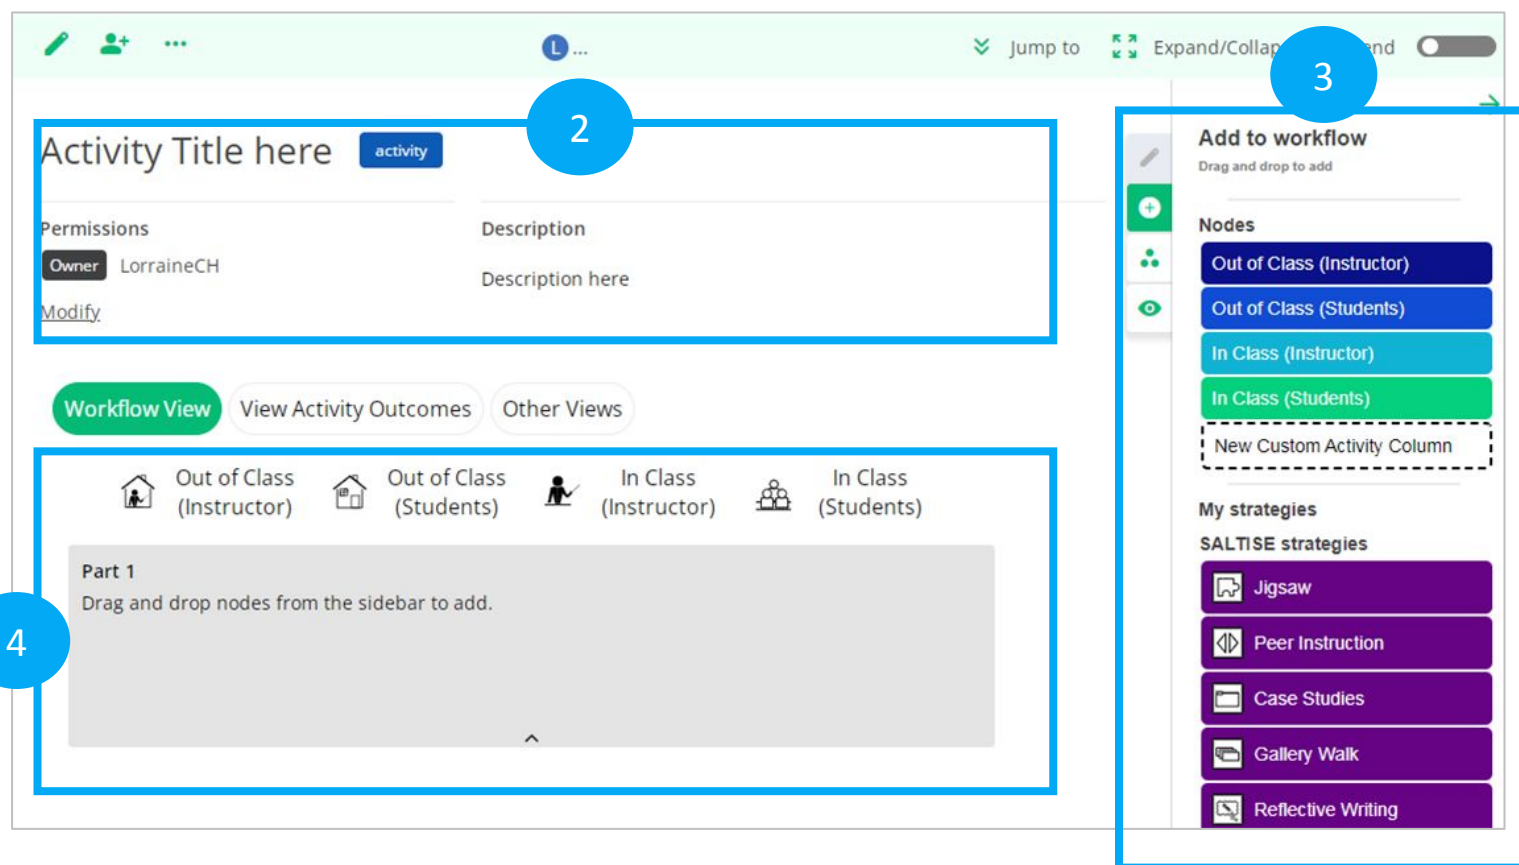 L ...
Jump to
Expand/Collap
end
3
2
Activity Title here
activity
Permissions
Owner LorraineCH
Modify
Description
Description here
Workflow View
View Activity Outcomes
Other Views
4
Out of Class
(Instructor)
Out of Class
(Students)
In Class
(Instructor)
In Class
(Students)
Part 1
Drag and drop nodes from the sidebar to add.
Add to workflow
Drag and drop to add
Nodes
Out of Class (Instructor)
Out of Class (Students)
In Class (Instructor)
In Class (Students)
New Custom Activity Column
My strategies
SALTISE strategies
Jigsaw
Peer Instruction
Case Studies
Gallery Walk
Reflective Writing